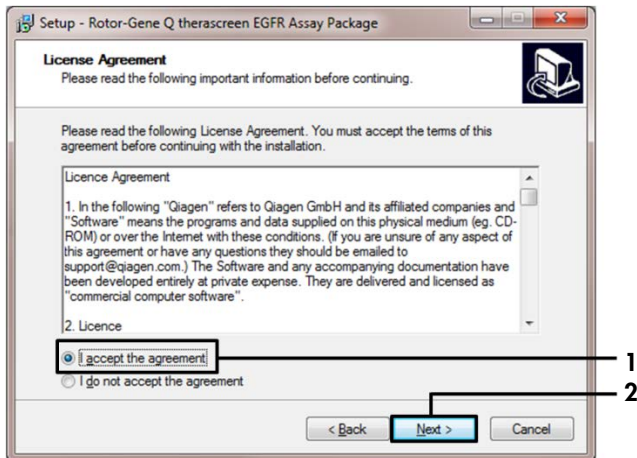 Setup - Rotor-Gene Q therascreen EGFR Assay Package
License Agreement
Please read the following important information before continuing.
Please read the following License Agreement. You must accept the terms of this
agreement before continuing with the installation.
Licence Agreement
1. In the following "Qiagen" refers to Qiagen GmbH and its affiliated companies and
"Software" means the programs and data supplied on this physical medium (eg. CD-
ROM) or over the Internet with these conditions. (If you are unsure of any aspect of
this agreement or have any questions they should be emailed to
support@qiagen.com.) The Software and any accompanying documentation have
been developed entirely at private expense. They are delivered and licensed as
"commercial computer software".
2. Licence
I accept the agreement
1
I do not accept the agreement
2
< Back
Next >
Cancel